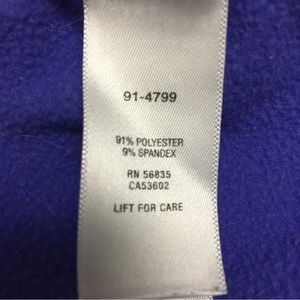 91-4799
91% POLYESTER
9% SPANDEX
RN 56835
CA53602
LIFT FOR CARE